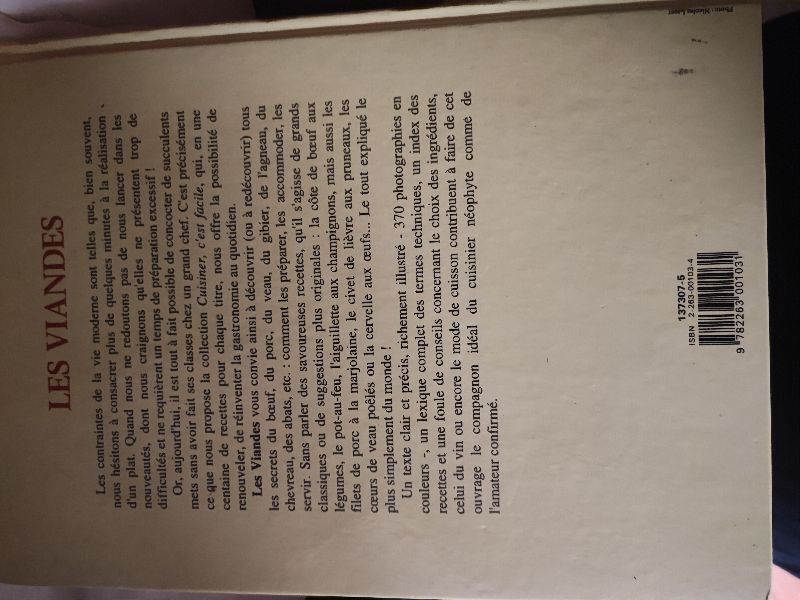 LES VIANDES
Les contraintes de la vie moderne sont telles que, bien souvent,
nous hésitons à consacrer plus de quelques minutes à la réalisation
d'un plat. Quand nous ne redoutons pas de nous lancer dans les
nouveautés, dont nous craignons qu'elles ne présentent trop de
difficultés et ne requièrent un temps de préparation excessif !
Or, aujourd'hui, il est tout à fait possible de concocter de succulents
mets sans avoir fait ses classes chez un grand chef. C'est précisément
ce que nous propose la collection Cuisiner, c'est facile, qui, en une
centaine de recettes pour chaque titre, nous offre la possibilité de
renouveler, de réinventer la gastronomie au quotidien.
Les Viandes vous convie ainsi à découvrir (ou à redécouvrir) tous
les secrets du bœuf, du porc, du veau, du gibier, de l'agneau, du
chevreau, des abats, etc. : comment les préparer, les accommoder, les
servir. Sans parler des savoureuses recettes, qu'il s'agisse de grands
classiques ou de suggestions plus originales : la côte de bœuf aux
légumes, le pot-au-feu, l'aiguillette aux champignons, mais aussi les
filets de porc à la marjolaine, le civet de lièvre aux pruneaux, les
cœurs de veau poêlés ou la cervelle aux œufs... Le tout expliqué le
plus simplement du monde !
Un texte clair et précis, richement illustré - 370 photographies en
couleurs -, un lexique complet des termes techniques, un index des
recettes et une foule de conseils concernant le choix des ingrédients,
celui du vin ou encore le mode de cuisson contribuent à faire de cet
ouvrage le compagnon idéal du cuisinier néophyte comme de
l'amateur confirmé.
137307-5
ISBN 2-263-00103-4
9 782263 001031
Photo : Nicolas Leser